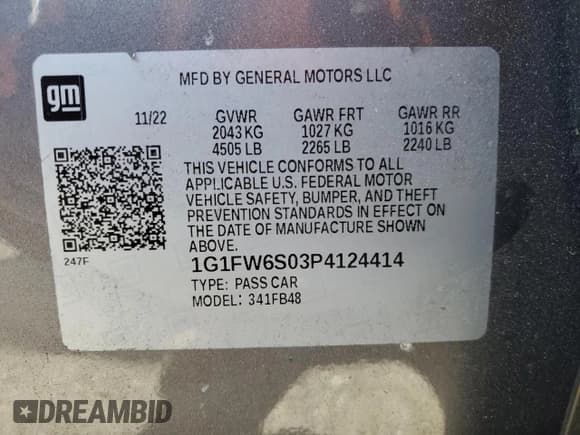 gm
MFD BY GENERAL MOTORS LLC
11/22 GVWR GAWR FRT GAWR RR
2043 KG 1027 KG 1016 KG
4505 LB 2265 LB 2240 LB
THIS VEHICLE CONFORMS TO ALL
APPLICABLE U.S. FEDERAL MOTOR
VEHICLE SAFETY, BUMPER, AND THEFT
PREVENTION STANDARDS IN EFFECT ON
THE DATE OF MANUFACTURE SHOWN
ABOVE.
247F
1G1FW6S03P4124414
TYPE: PASS CAR
MODEL: 341FB48
DREAMBID